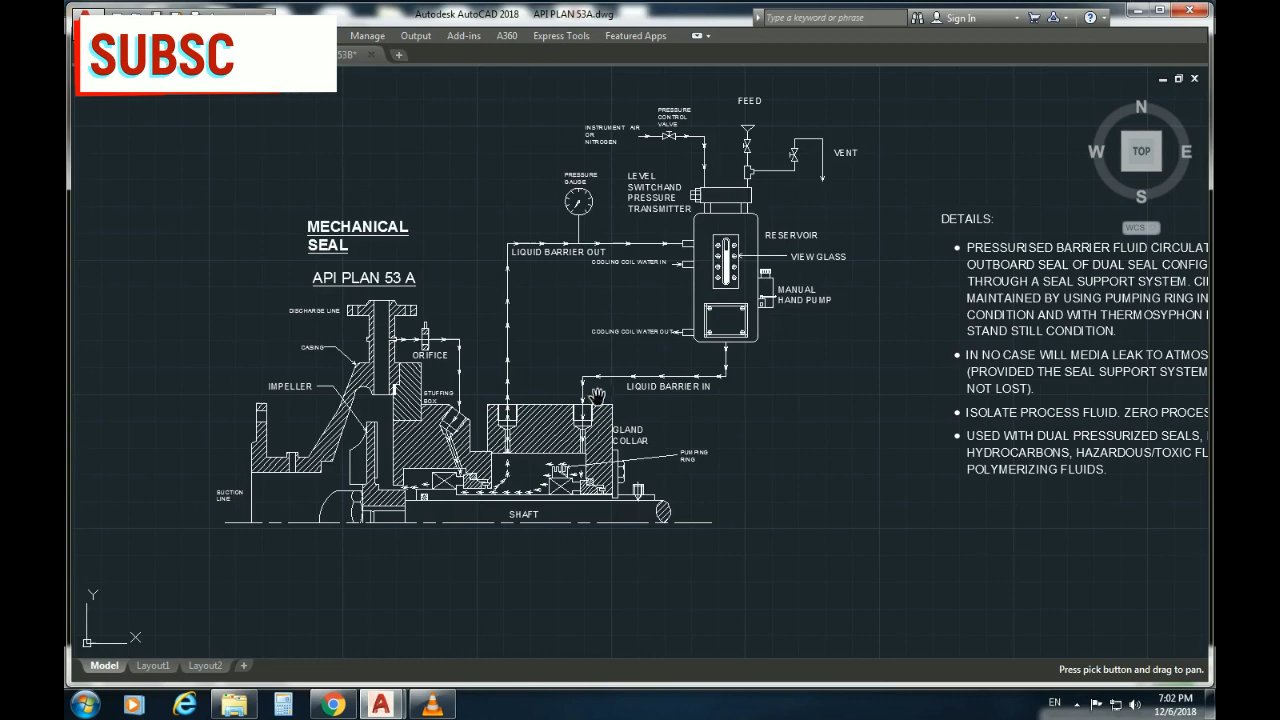 Autodesk AutoCAD 2018 API PLAN 53A.dwg
Type a keyword or phrase
Sign In
SUBSC
Manage Output Add-ins A360 Express Tools Featured Apps
53B*
N
W TOP E
S
WCS
FEED
PRESSURE
CONTROL
VALVE
INSTRUMENT AIR
OR
NITROGEN
VENT
PRESSURE
GAUGE
LEVEL
SWITCHAND
PRESSURE
TRANSMITTER
MECHANICAL
SEAL
API PLAN 53 A
RESERVOIR
LIQUID BARRIER OUT
VIEW GLASS
COOLING COIL WATER IN
MANUAL
HAND PUMP
DISCHARGE LINE
COOLING COIL WATER OUT
CASING
ORIFICE
IMPELLER
LIQUID BARRIER IN
STUFFING
BOX
GLAND
COLLAR
PUMPING
RING
SUCTION
LINE
SHAFT
DETAILS:
PRESSURISED BARRIER FLUID CIRCULAT
OUTBOARD SEAL OF DUAL SEAL CONFIG
THROUGH A SEAL SUPPORT SYSTEM. CI
MAINTAINED BY USING PUMPING RING IN
CONDITION AND WITH THERMOSYPHON
STAND STILL CONDITION.
IN NO CASE WILL MEDIA LEAK TO ATMOS
(PROVIDED THE SEAL SUPPORT SYSTEM
NOT LOST).
ISOLATE PROCESS FLUID. ZERO PROCES
USED WITH DUAL PRESSURIZED SEALS,
HYDROCARBONS, HAZARDOUS/TOXIC FL
POLYMERIZING FLUIDS.
Y
X
Model Layout1 Layout2
Press pick button and drag to pan.
EN
7:02 PM
12/6/2018